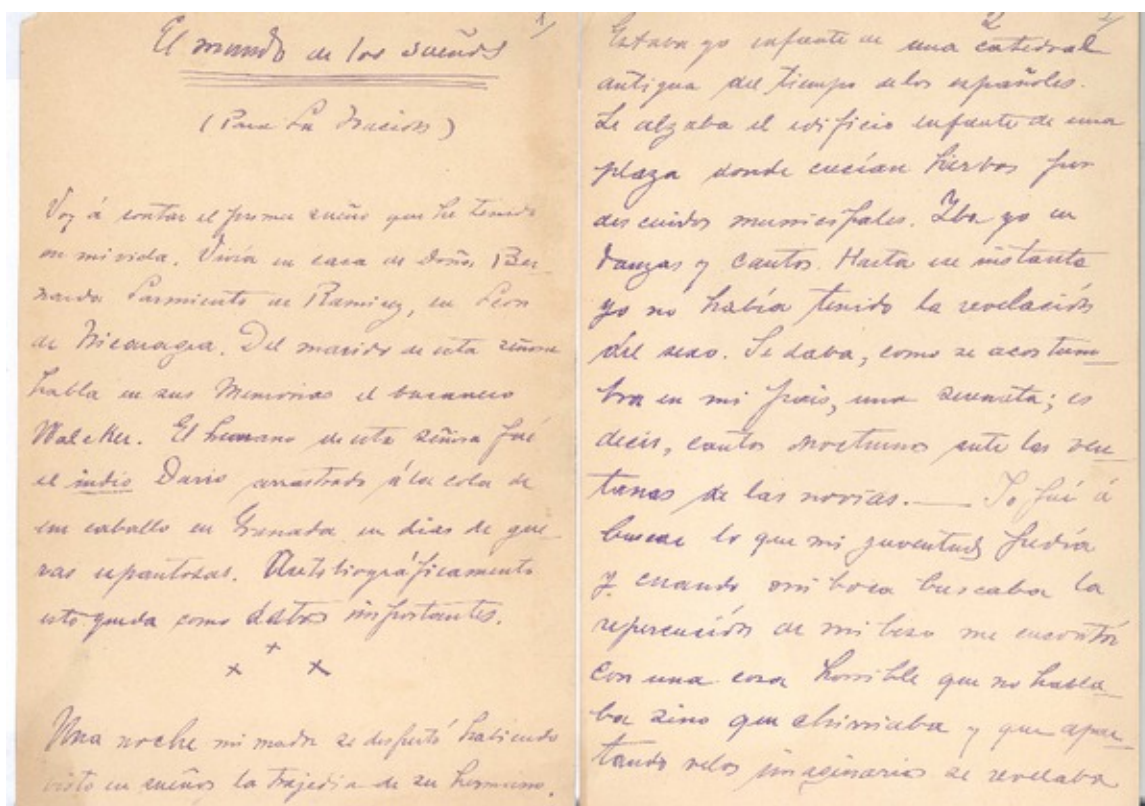 1/
El mundo de los sueños
(Para La Nación)
Voy á contar el primer sueño que he tenido
en mi vida. Vivía en casa de doña Ber-
narda Sarmiento de Ramirez, en Leon
de Nicaragua. Del marido de esta señora
habla en sus Memorias el bucanero
Walcker. El hermano de esta señora fué
el indio Dario arrastrado á la cola de
un caballo en Granada en dias de gue
rras espantosas. Autobiográficamente
esto queda como datos importantes.
x + x
Una noche mi madre se despertó habiendo
visto en sueños la tragedia de su hermano.
2
Estaba yo enfrente de una catedral
antigua del tiempo de los españoles.
Se alzaba el edificio enfrente de una
plaza donde crecían hierbas por
descuidos municipales. Iba yo en
danzas y cantos. Hasta ese instante
yo no había tenido la revelación
del sexo. Se daba, como se acostum-
bra en mi país, una serenata; es
decir, cantos nocturnos ante las ven-
tanas de las novias. — Yo fuí á
buscar lo que mi juventud pedía
y cuando mi boca buscaba la
repercusión de mi beso me encontré
con una cosa horrible que no habla-
ba sino que chirriaba y que apar-
tando velos imaginarios se revelaba